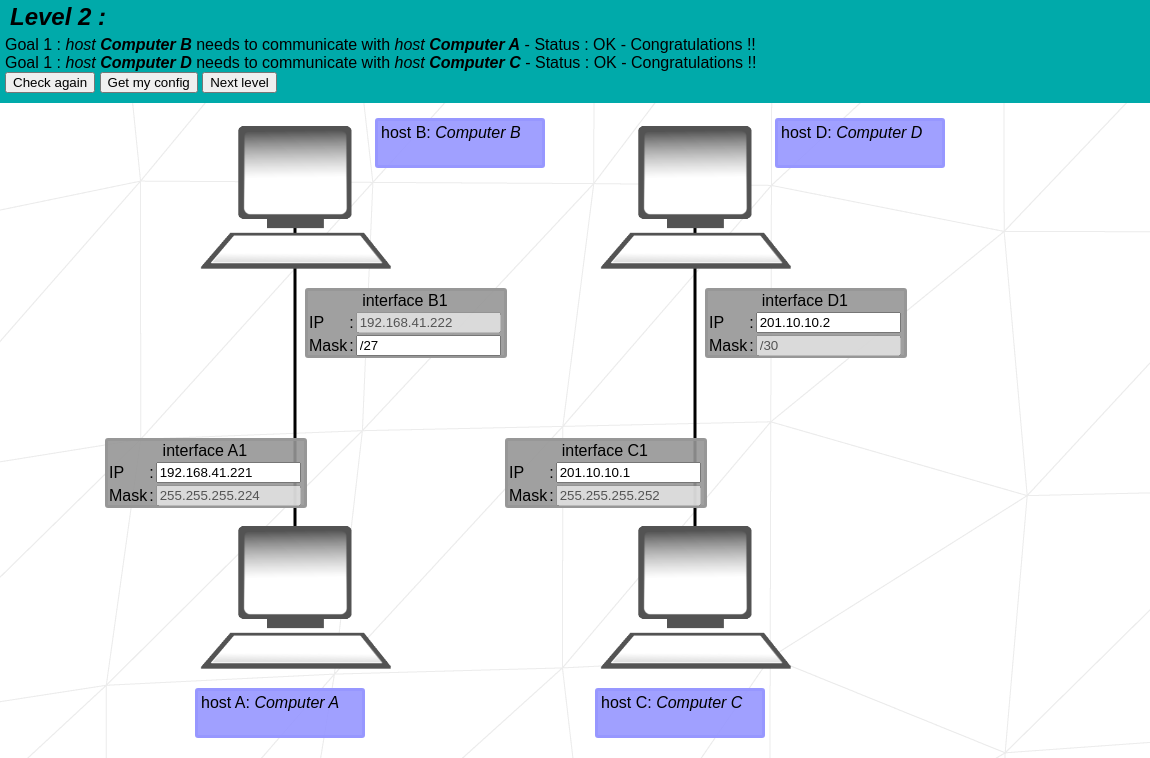 Level 2 :
Goal 1 : host Computer B needs to communicate with host Computer A - Status : OK - Congratulations !!
Goal 1 : host Computer D needs to communicate with host Computer C - Status : OK - Congratulations !!
Check again Get my config Next level
host B: Computer B
host D: Computer D
interface B1
IP : 192.168.41.222
Mask : /27
interface D1
IP : 201.10.10.2
Mask : /30
interface A1
IP : 192.168.41.221
Mask : 255.255.255.224
interface C1
IP : 201.10.10.1
Mask : 255.255.255.252
host A: Computer A
host C: Computer C